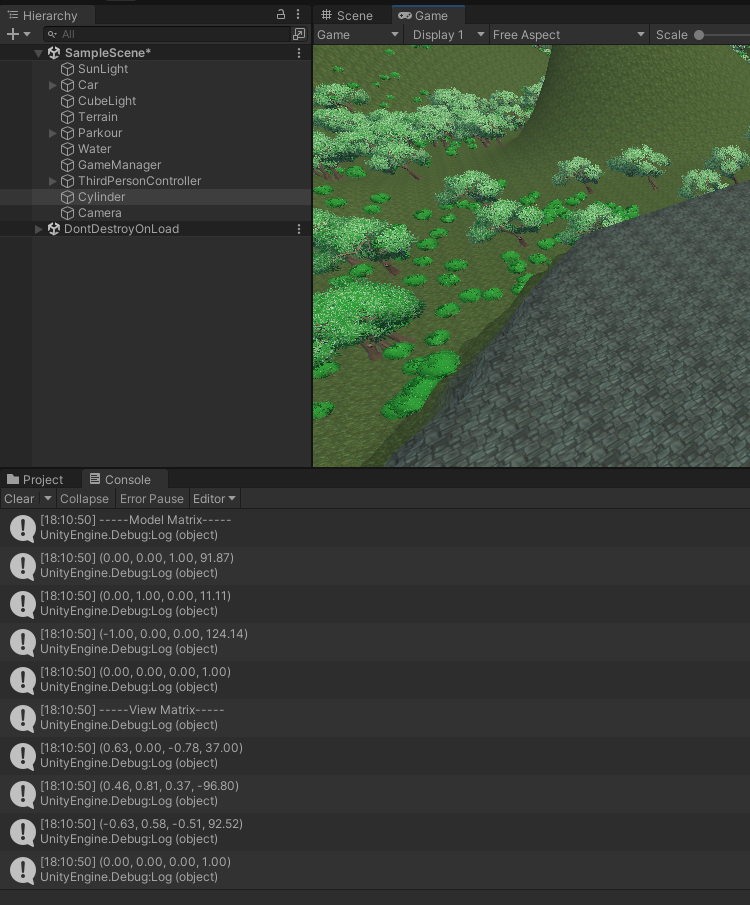 Hierarchy
All
SampleScene*
SunLight
Car
CubeLight
Terrain
Parkour
Water
GameManager
ThirdPersonController
Cylinder
Camera
DontDestroyOnLoad
Scene Game
Game Display 1 Free Aspect Scale
Project Console
Clear Collapse Error Pause Editor
[18:10:50] -----Model Matrix-----
UnityEngine.Debug:Log (object)
[18:10:50] (0.00, 0.00, 1.00, 91.87)
UnityEngine.Debug:Log (object)
[18:10:50] (0.00, 1.00, 0.00, 11.11)
UnityEngine.Debug:Log (object)
[18:10:50] (-1.00, 0.00, 0.00, 124.14)
UnityEngine.Debug:Log (object)
[18:10:50] (0.00, 0.00, 0.00, 1.00)
UnityEngine.Debug:Log (object)
[18:10:50] -----View Matrix-----
UnityEngine.Debug:Log (object)
[18:10:50] (0.63, 0.00, -0.78, 37.00)
UnityEngine.Debug:Log (object)
[18:10:50] (0.46, 0.81, 0.37, -96.80)
UnityEngine.Debug:Log (object)
[18:10:50] (-0.63, 0.58, -0.51, 92.52)
UnityEngine.Debug:Log (object)
[18:10:50] (0.00, 0.00, 0.00, 1.00)
UnityEngine.Debug:Log (object)